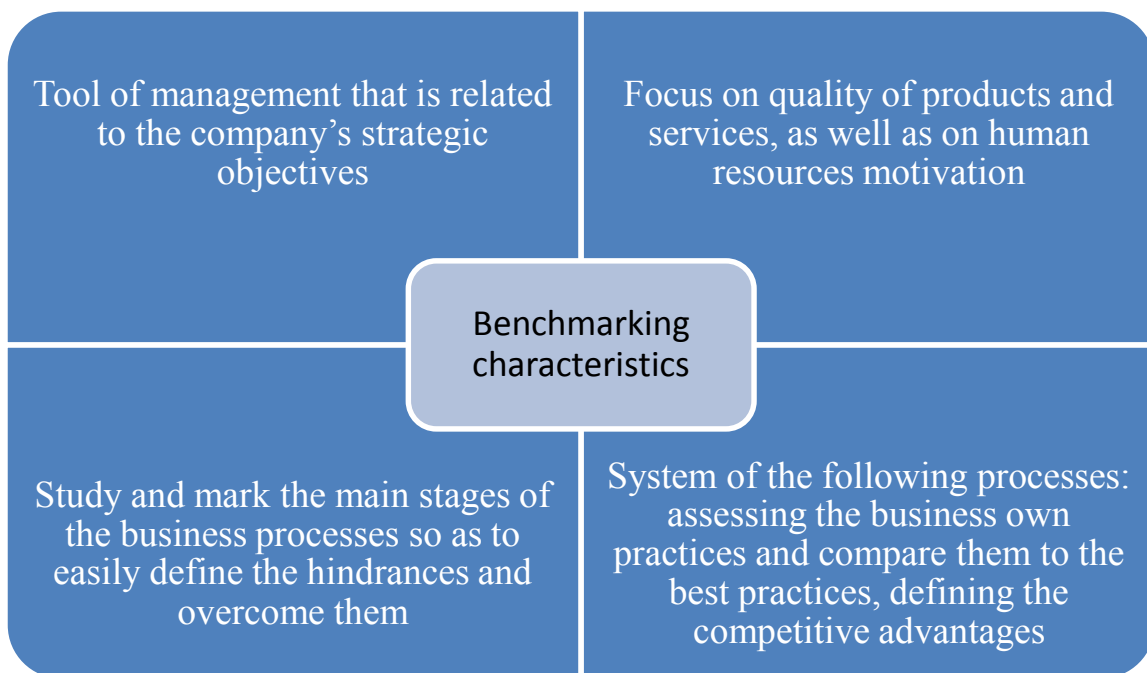 Tool of management that is related
to the company’s strategic
objectives
Focus on quality of products and
services, as well as on human
resources motivation
Benchmarking
characteristics
Study and mark the main stages of
the business processes so as to
easily define the hindrances and
overcome them
System of the following processes:
assessing the business own
practices and compare them to the
best practices, defining the
competitive advantages